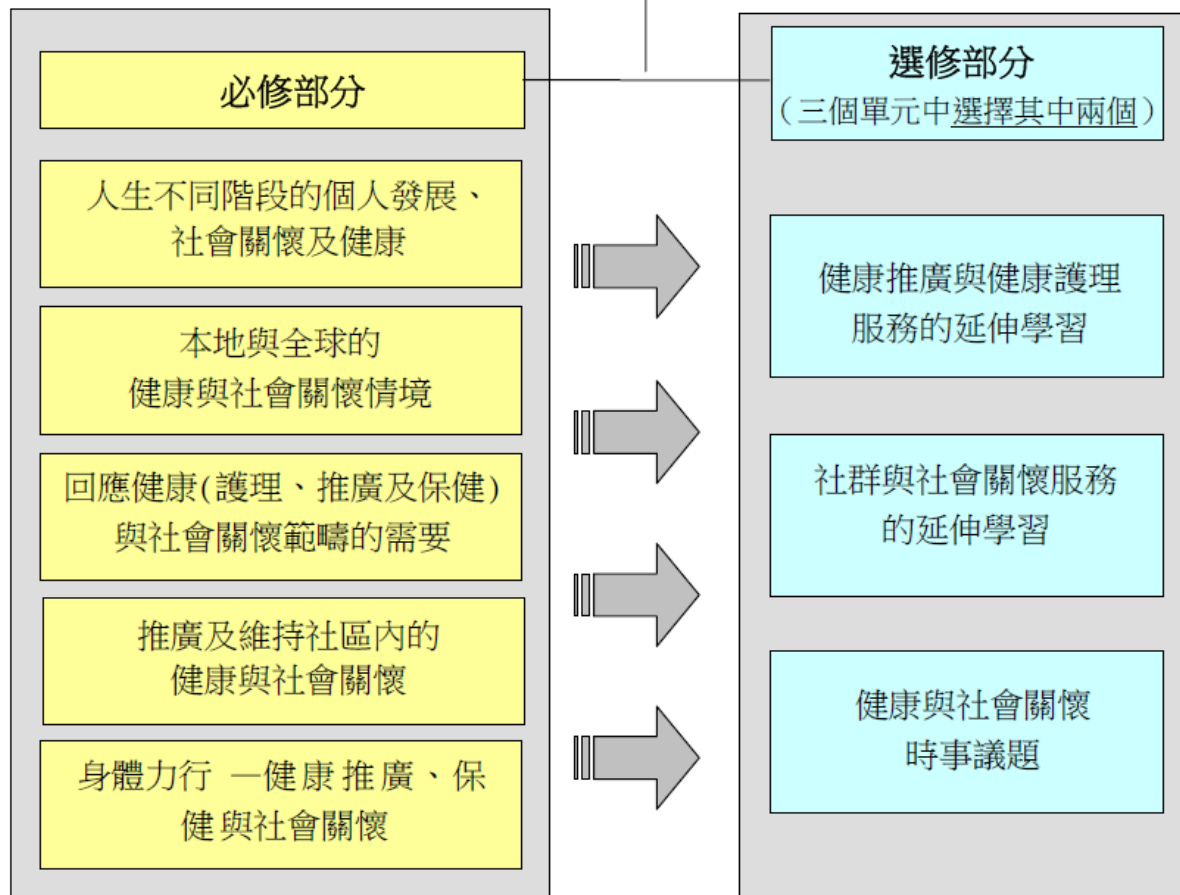 必修部分
人生不同階段的個人發展、
社會關懷及健康
本地與全球的
健康與社會關懷情境
回應健康(護理、推廣及保健)
與社會關懷範疇的需要
推廣及維持社區內的
健康與社會關懷
身體力行 —健康推廣、保
健與社會關懷
選修部分
（三個單元中選擇其中兩個）
健康推廣與健康護理
服務的延伸學習
社群與社會關懷服務
的延伸學習
健康與社會關懷
時事議題